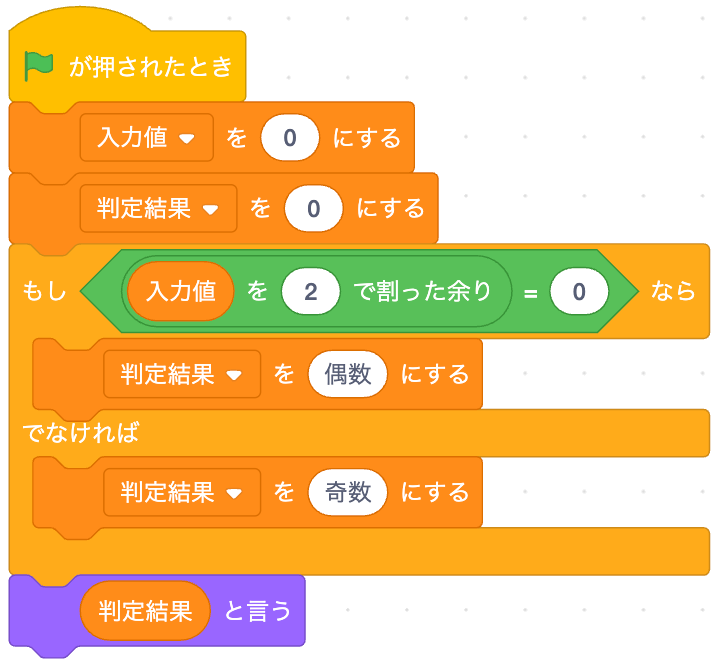 が押されたとき
入力値 を 0 にする
判定結果 を 0 にする
もし 入力値 を 2 で割った余り = 0 なら
判定結果 を 偶数 にする
でなければ
判定結果 を 奇数 にする
判定結果 と言う